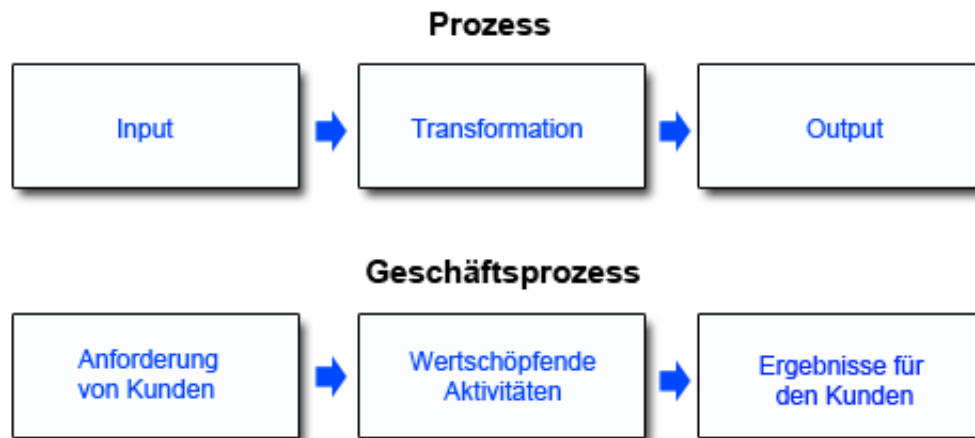 Prozess
Input
Transformation
Output
Geschäftsprozess
Anforderung
von Kunden
Wertschöpfende
Aktivitäten
Ergebnisse für
den Kunden